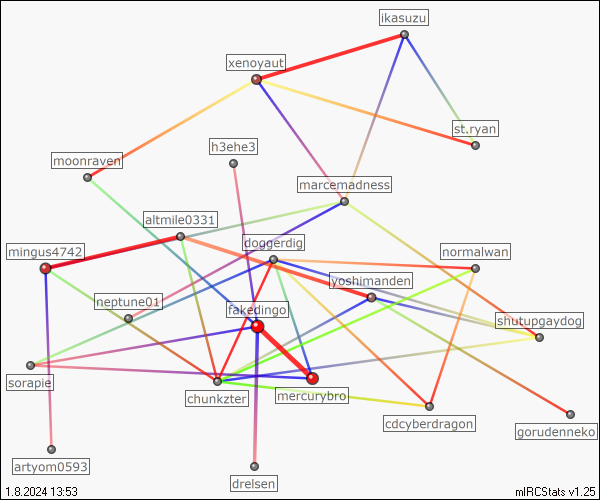 ikasuzu
xenoyaut
st.ryan
h3ehe3
moonraven
marcemadness
altmile0331
doggerdig
normalwan
mingus4742
yoshimanden
neptune01
fakedingo
shutupgaydog
sorapie
chunkzter
mercurybro
cdcyberdragon
gorudenneko
artyom0593
drelsen
1.8.2024 13:53
mIRCStats v1.25